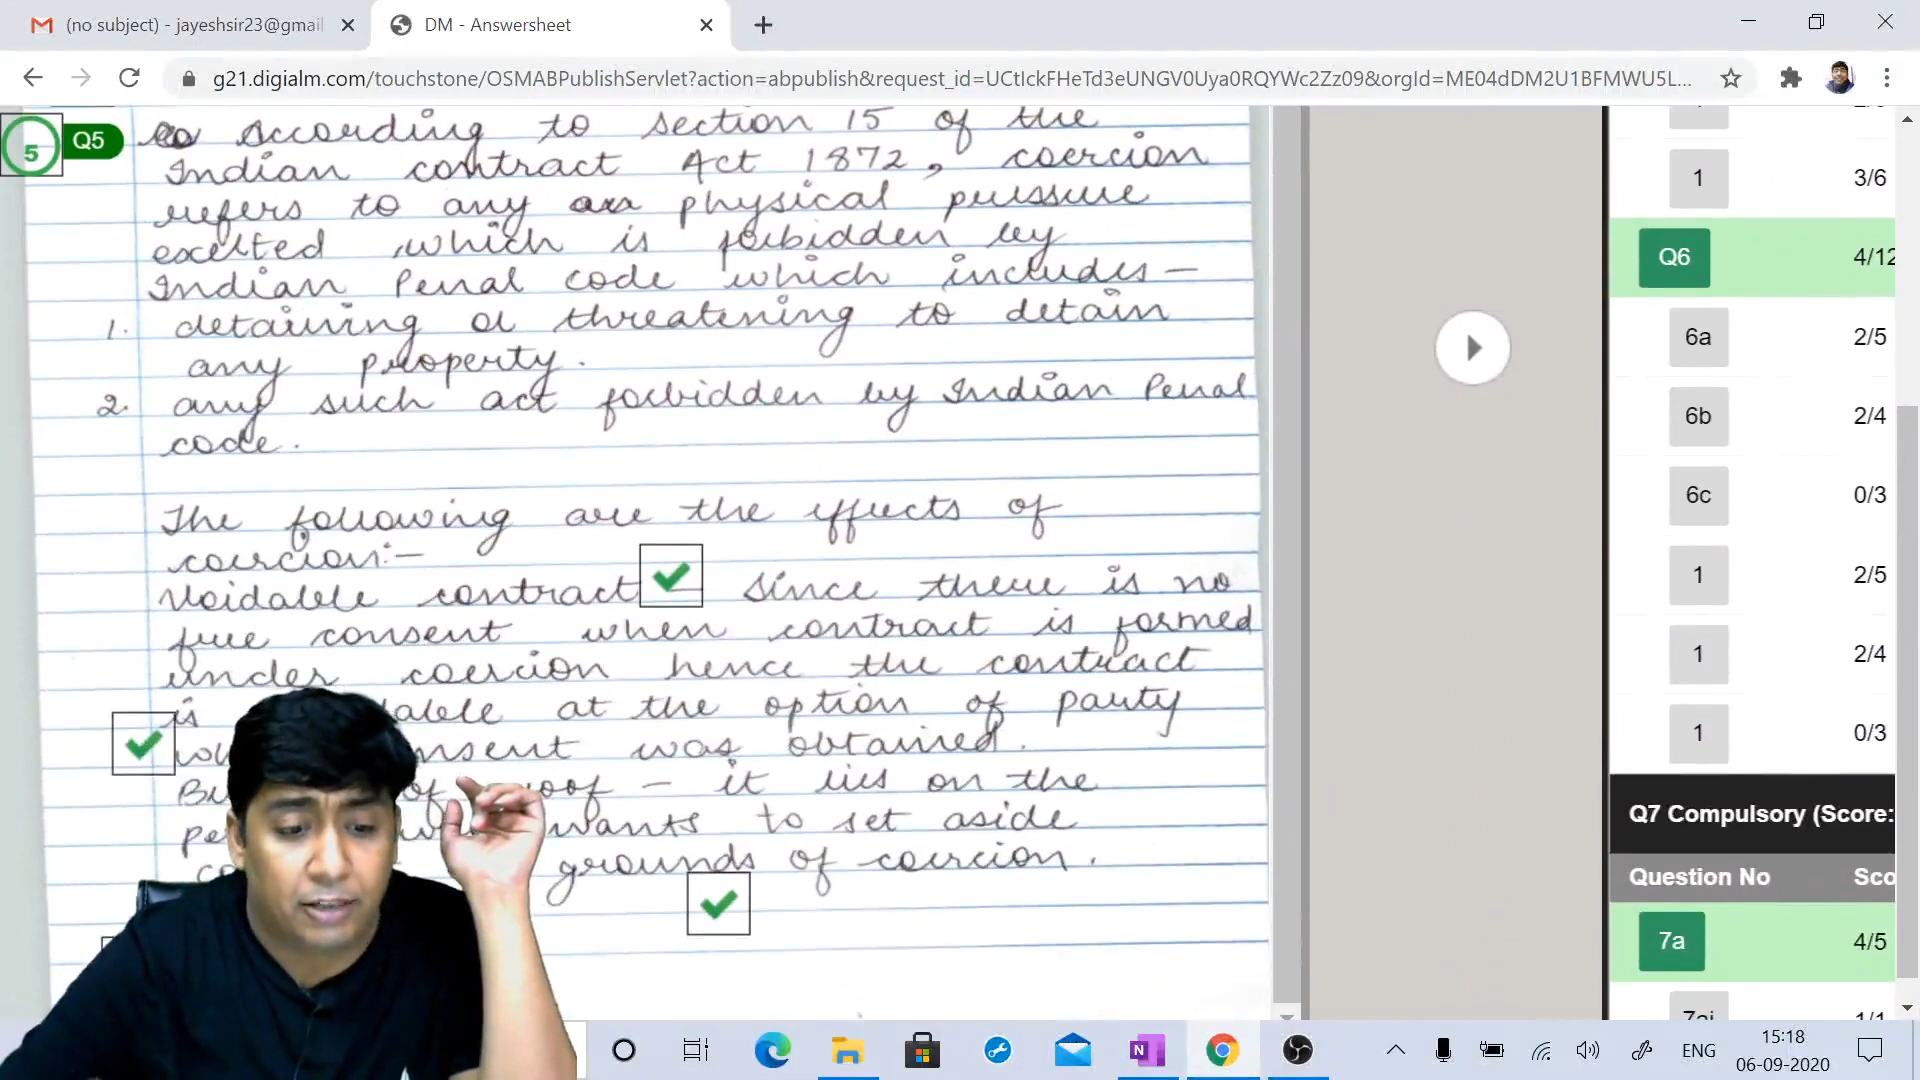 (no subject) - jayeshsir23@gmai
DM - Answersheet
g21.digialm.com/touchstone/OSMABPublishServlet?action=abpublish&request_id=UCtIckFHeTd3eUNGV0Uya0RQYWc2Zz09&orgId=ME04dDM2U1BFMWU5L...
5
Q5
According to section 15 of the
Indian contract Act 1872, coercion
refers to any physical pressure
exerted which is forbidden by
Indian Penal code which includes —
1. detaining or threatening to detain
any property.
2. any such act forbidden by Indian Penal
code.
The following are the effects of
coercion:-
Voidable contract since there is no
free consent when contract is formed
under coercion hence the contract
is at the option of party
was obtained.
of — it lies on the
wants to set aside
grounds of coercion.
1 3/6
Q6 4/12
6a 2/5
6b 2/4
6c 0/3
1 2/5
1 2/4
1 0/3
Q7 Compulsory (Score:
Question No Sco
7a 4/5
7ai 1/1
N
ENG
15:18
06-09-2020